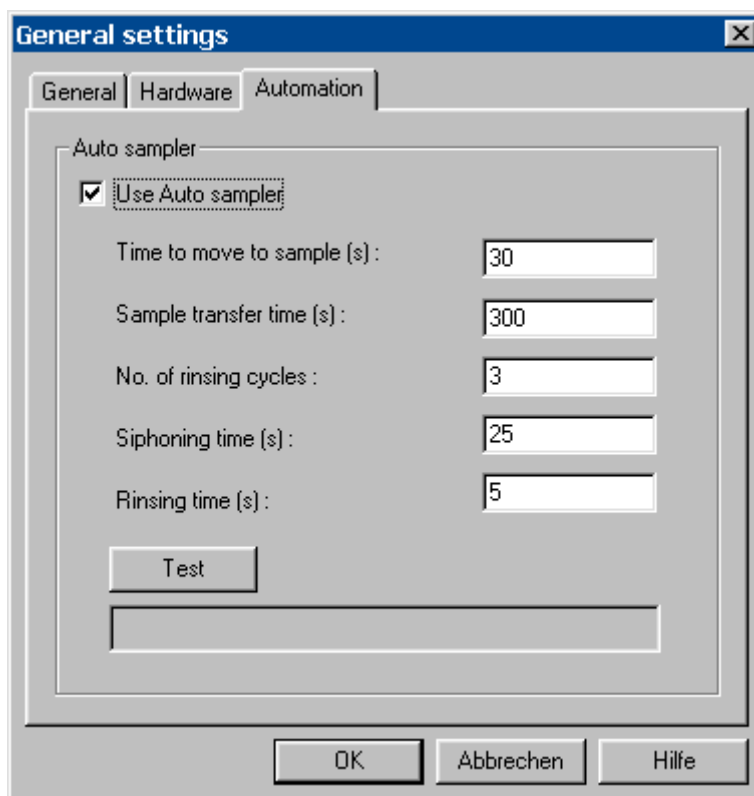 General settings
General Hardware Automation
Auto sampler
Use Auto sampler
Time to move to sample (s) : 30
Sample transfer time (s) : 300
No. of rinsing cycles : 3
Siphoning time (s) : 25
Rinsing time (s) : 5
Test
OK Abbrechen Hilfe